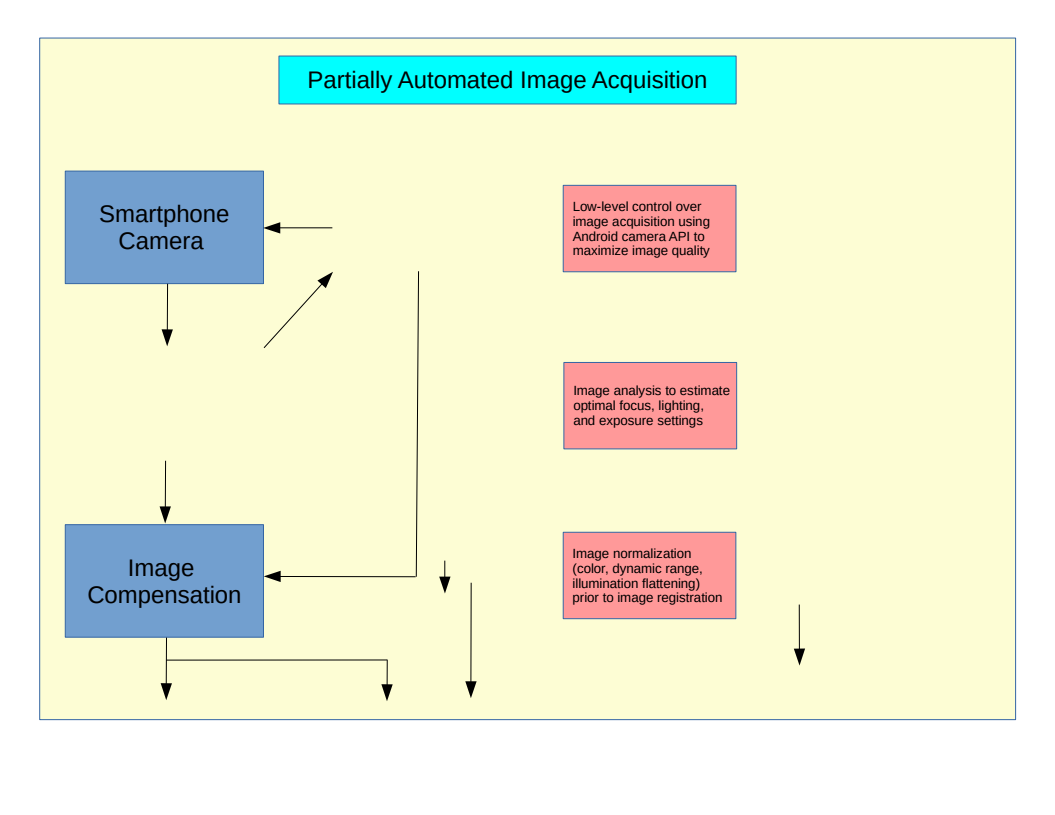 Partially Automated Image Acquisition
Smartphone
Camera
Low-level control over
image acquisition using
Android camera API to
maximize image quality
Image analysis to estimate
optimal focus, lighting,
and exposure settings
Image
Compensation
Image normalization
(color, dynamic range,
illumination flattening)
prior to image registration